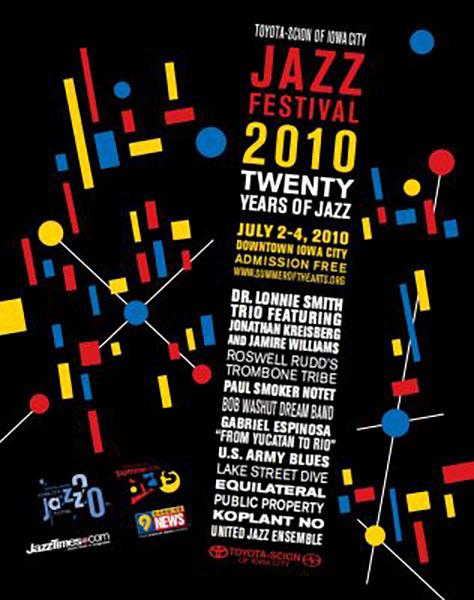 TOYOTA-SCION OF IOWA CITY
JAZZ
FESTIVAL
2010
TWENTY
YEARS OF JAZZ
JULY 2-4, 2010
DOWNTOWN IOWA CITY
ADMISSION FREE
WWW.SUMMEROFTHEARTS.ORG
DR. LONNIE SMITH
TRIO FEATURING
JONATHAN KREISBERG
AND JAMIRE WILLIAMS
ROSWELL RUDD'S
TROMBONE TRIBE
PAUL SMOKER NOTET
BOB WASHUT DREAM BAND
GABRIEL ESPINOSA
"FROM YUCATAN TO RIO"
U.S. ARMY BLUES
LAKE STREET DIVE
EQUILATERAL
PUBLIC PROPERTY
KOPLANT NO
UNITED JAZZ ENSEMBLE
TOYOTA-SCION
OF IOWA CITY
jazz 20
JazzTimes.com
jazz
9 NEWS